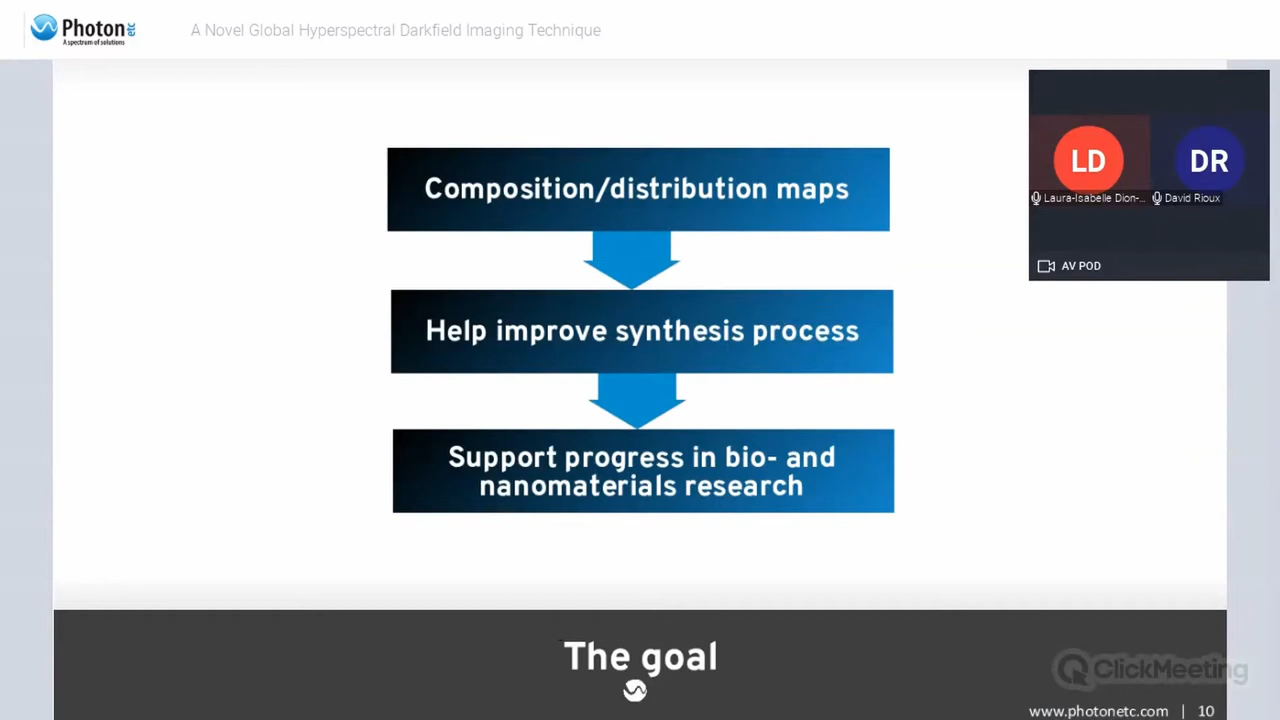 Photon etc
A spectrum of solutions
A Novel Global Hyperspectral Darkfield Imaging Technique
LD
DR
Laura-Isabelle Dion-...
David Rioux
AV POD
Composition/distribution maps
Help improve synthesis process
Support progress in bio- and
nanomaterials research
The goal
ClickMeeting
www.photonetc.com | 10